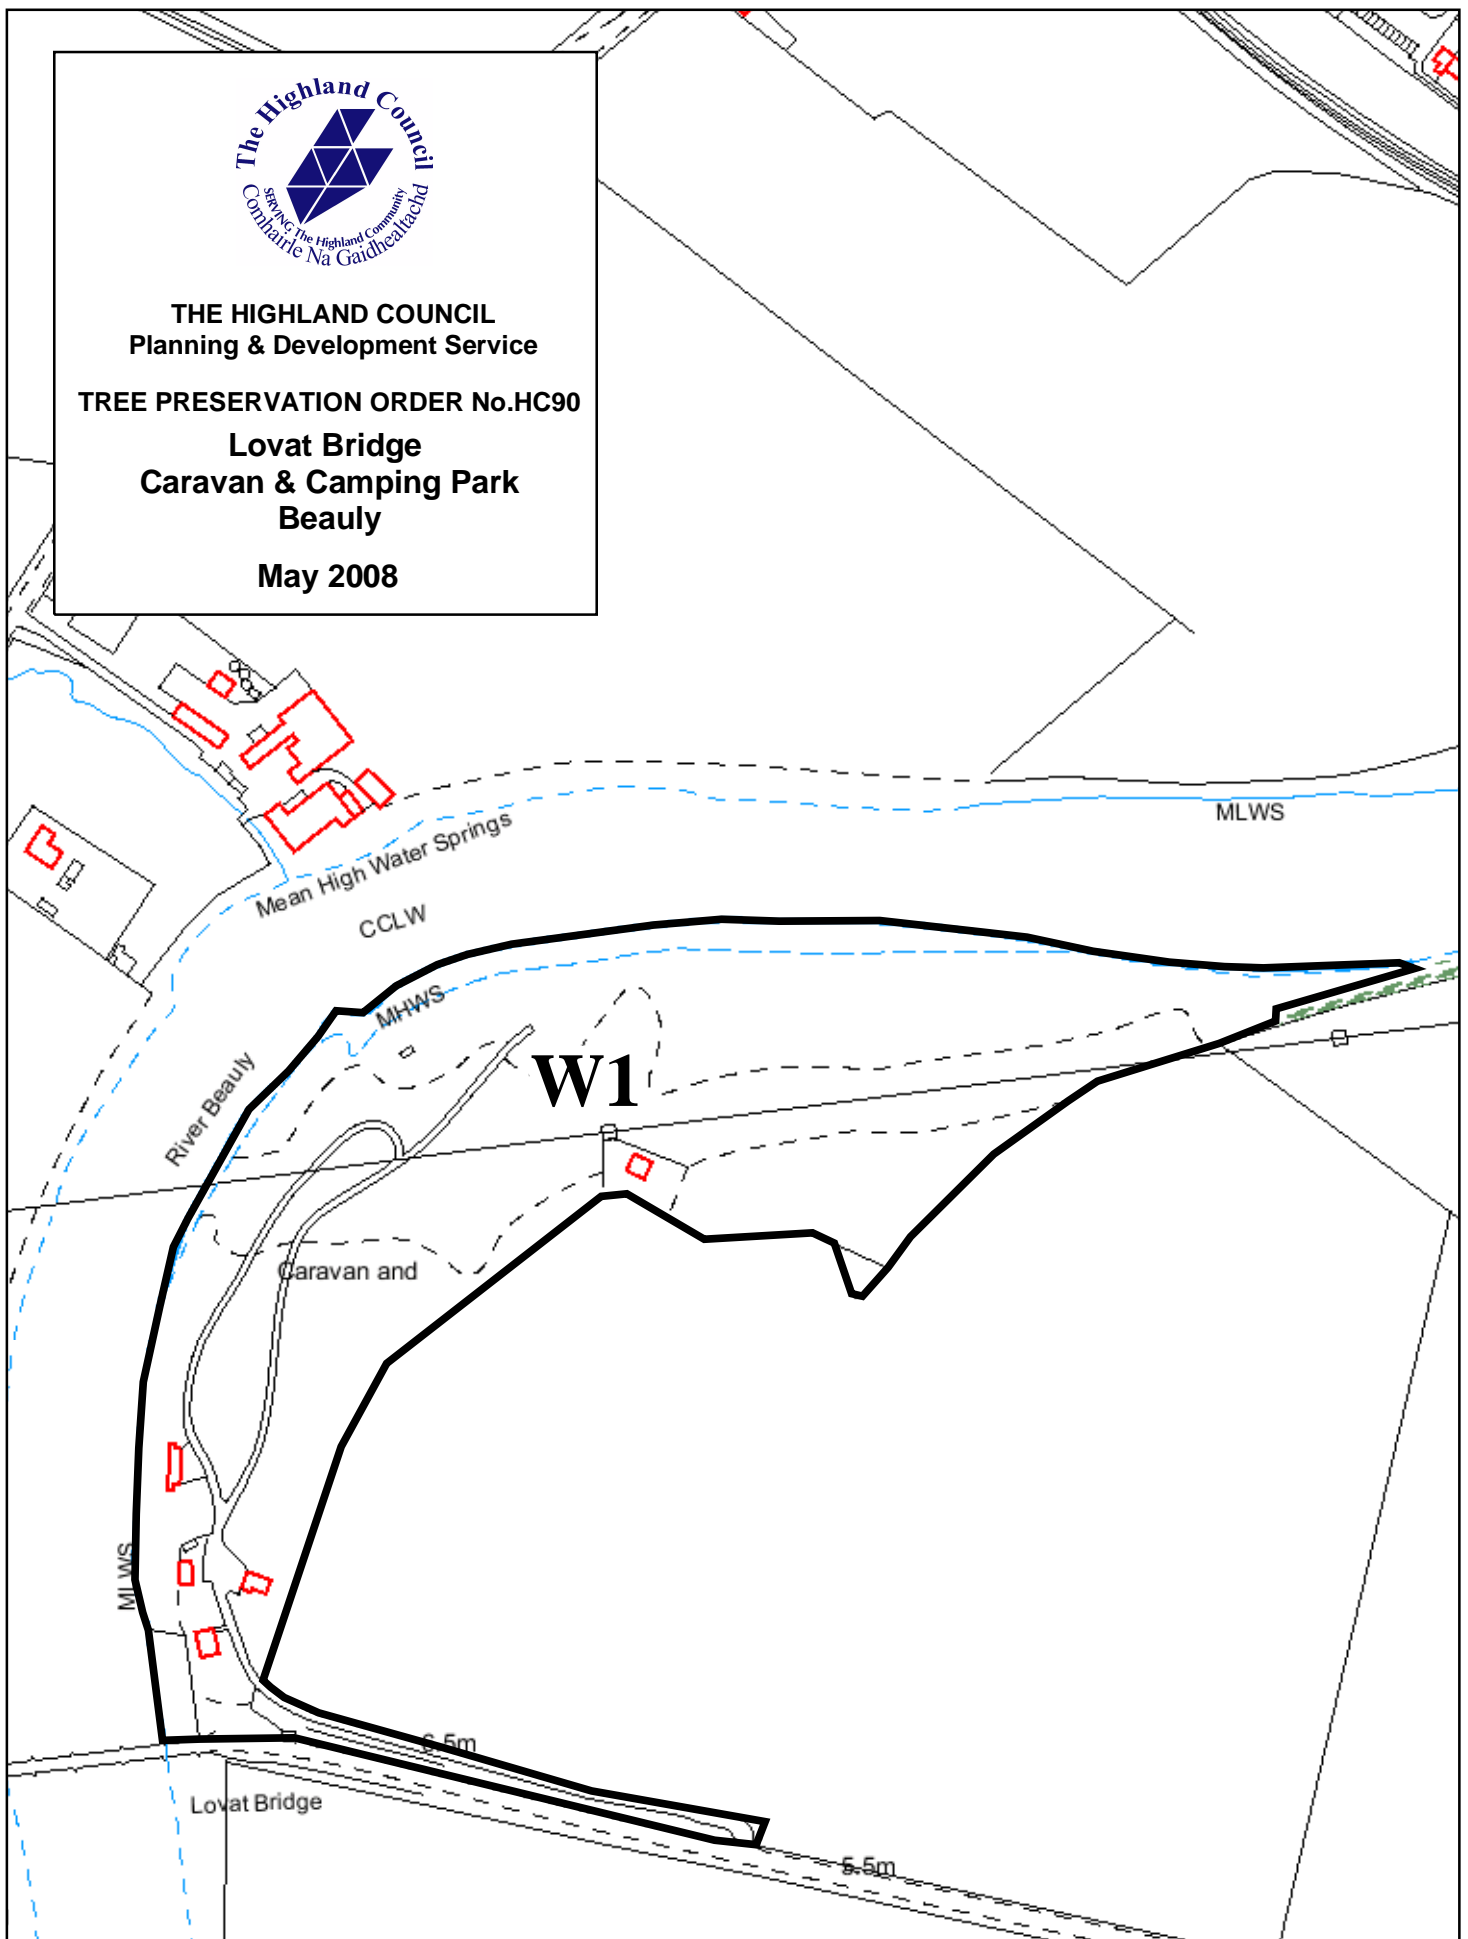 The Highland Council
SERVING The Highland Community
Comhairle Na Gaidhealtachd
THE HIGHLAND COUNCIL
Planning & Development Service
TREE PRESERVATION ORDER No.HC90
Lovat Bridge
Caravan & Camping Park
Beauly
May 2008
MLWS
Mean High Water Springs
CCLW
MHWS
W1
River Beauly
Caravan and
MLWS
6.5m
Lovat Bridge
5.5m